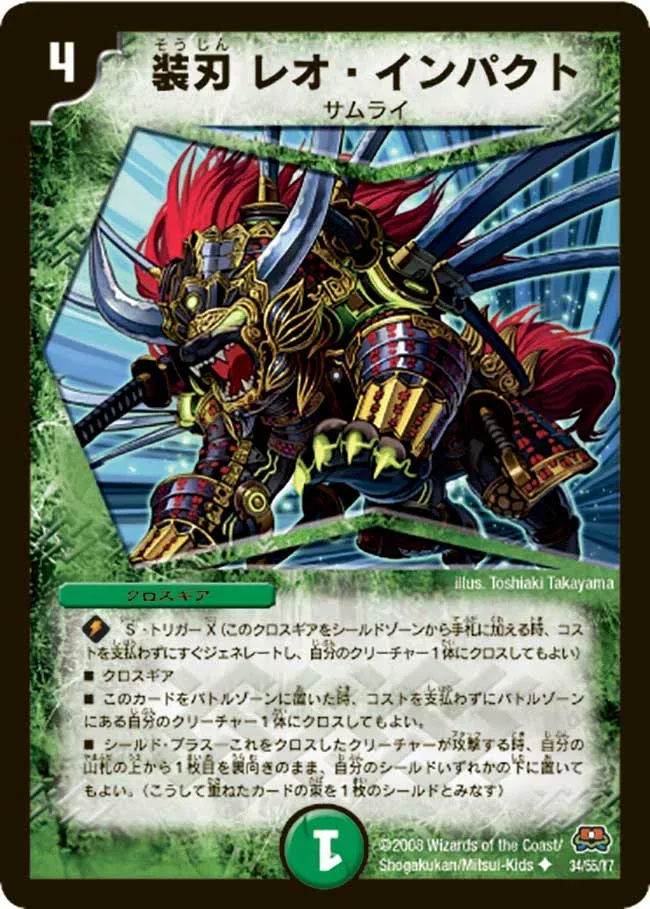 4
そうじん
装刃 レオ・インパクト
サムライ
illus. Toshiaki Takayama
クロスギア
S・トリガーX(このクロスギアをシールドゾーンから手札に加える時、コス
トを支払わずにすぐジェネレートし、自分のクリーチャー1体にクロスしてもよい)
■ クロスギア
■ このカードをバトルゾーンに置いた時、コストを支払わずにバトルゾーン
にある自分のクリーチャー1体にクロスしてもよい。
■ シールド・プラス―これをクロスしたクリーチャーが攻撃する時、自分の
山札の上から1枚目を裏向きのまま、自分のシールドいずれかの下に置いて
もよい。(こうして重ねたカードの束を1枚のシールドとみなす)
1
©2008 Wizards of the Coast/
Shogakukan/Mitsui-Kids ◆ 34/55/Y7